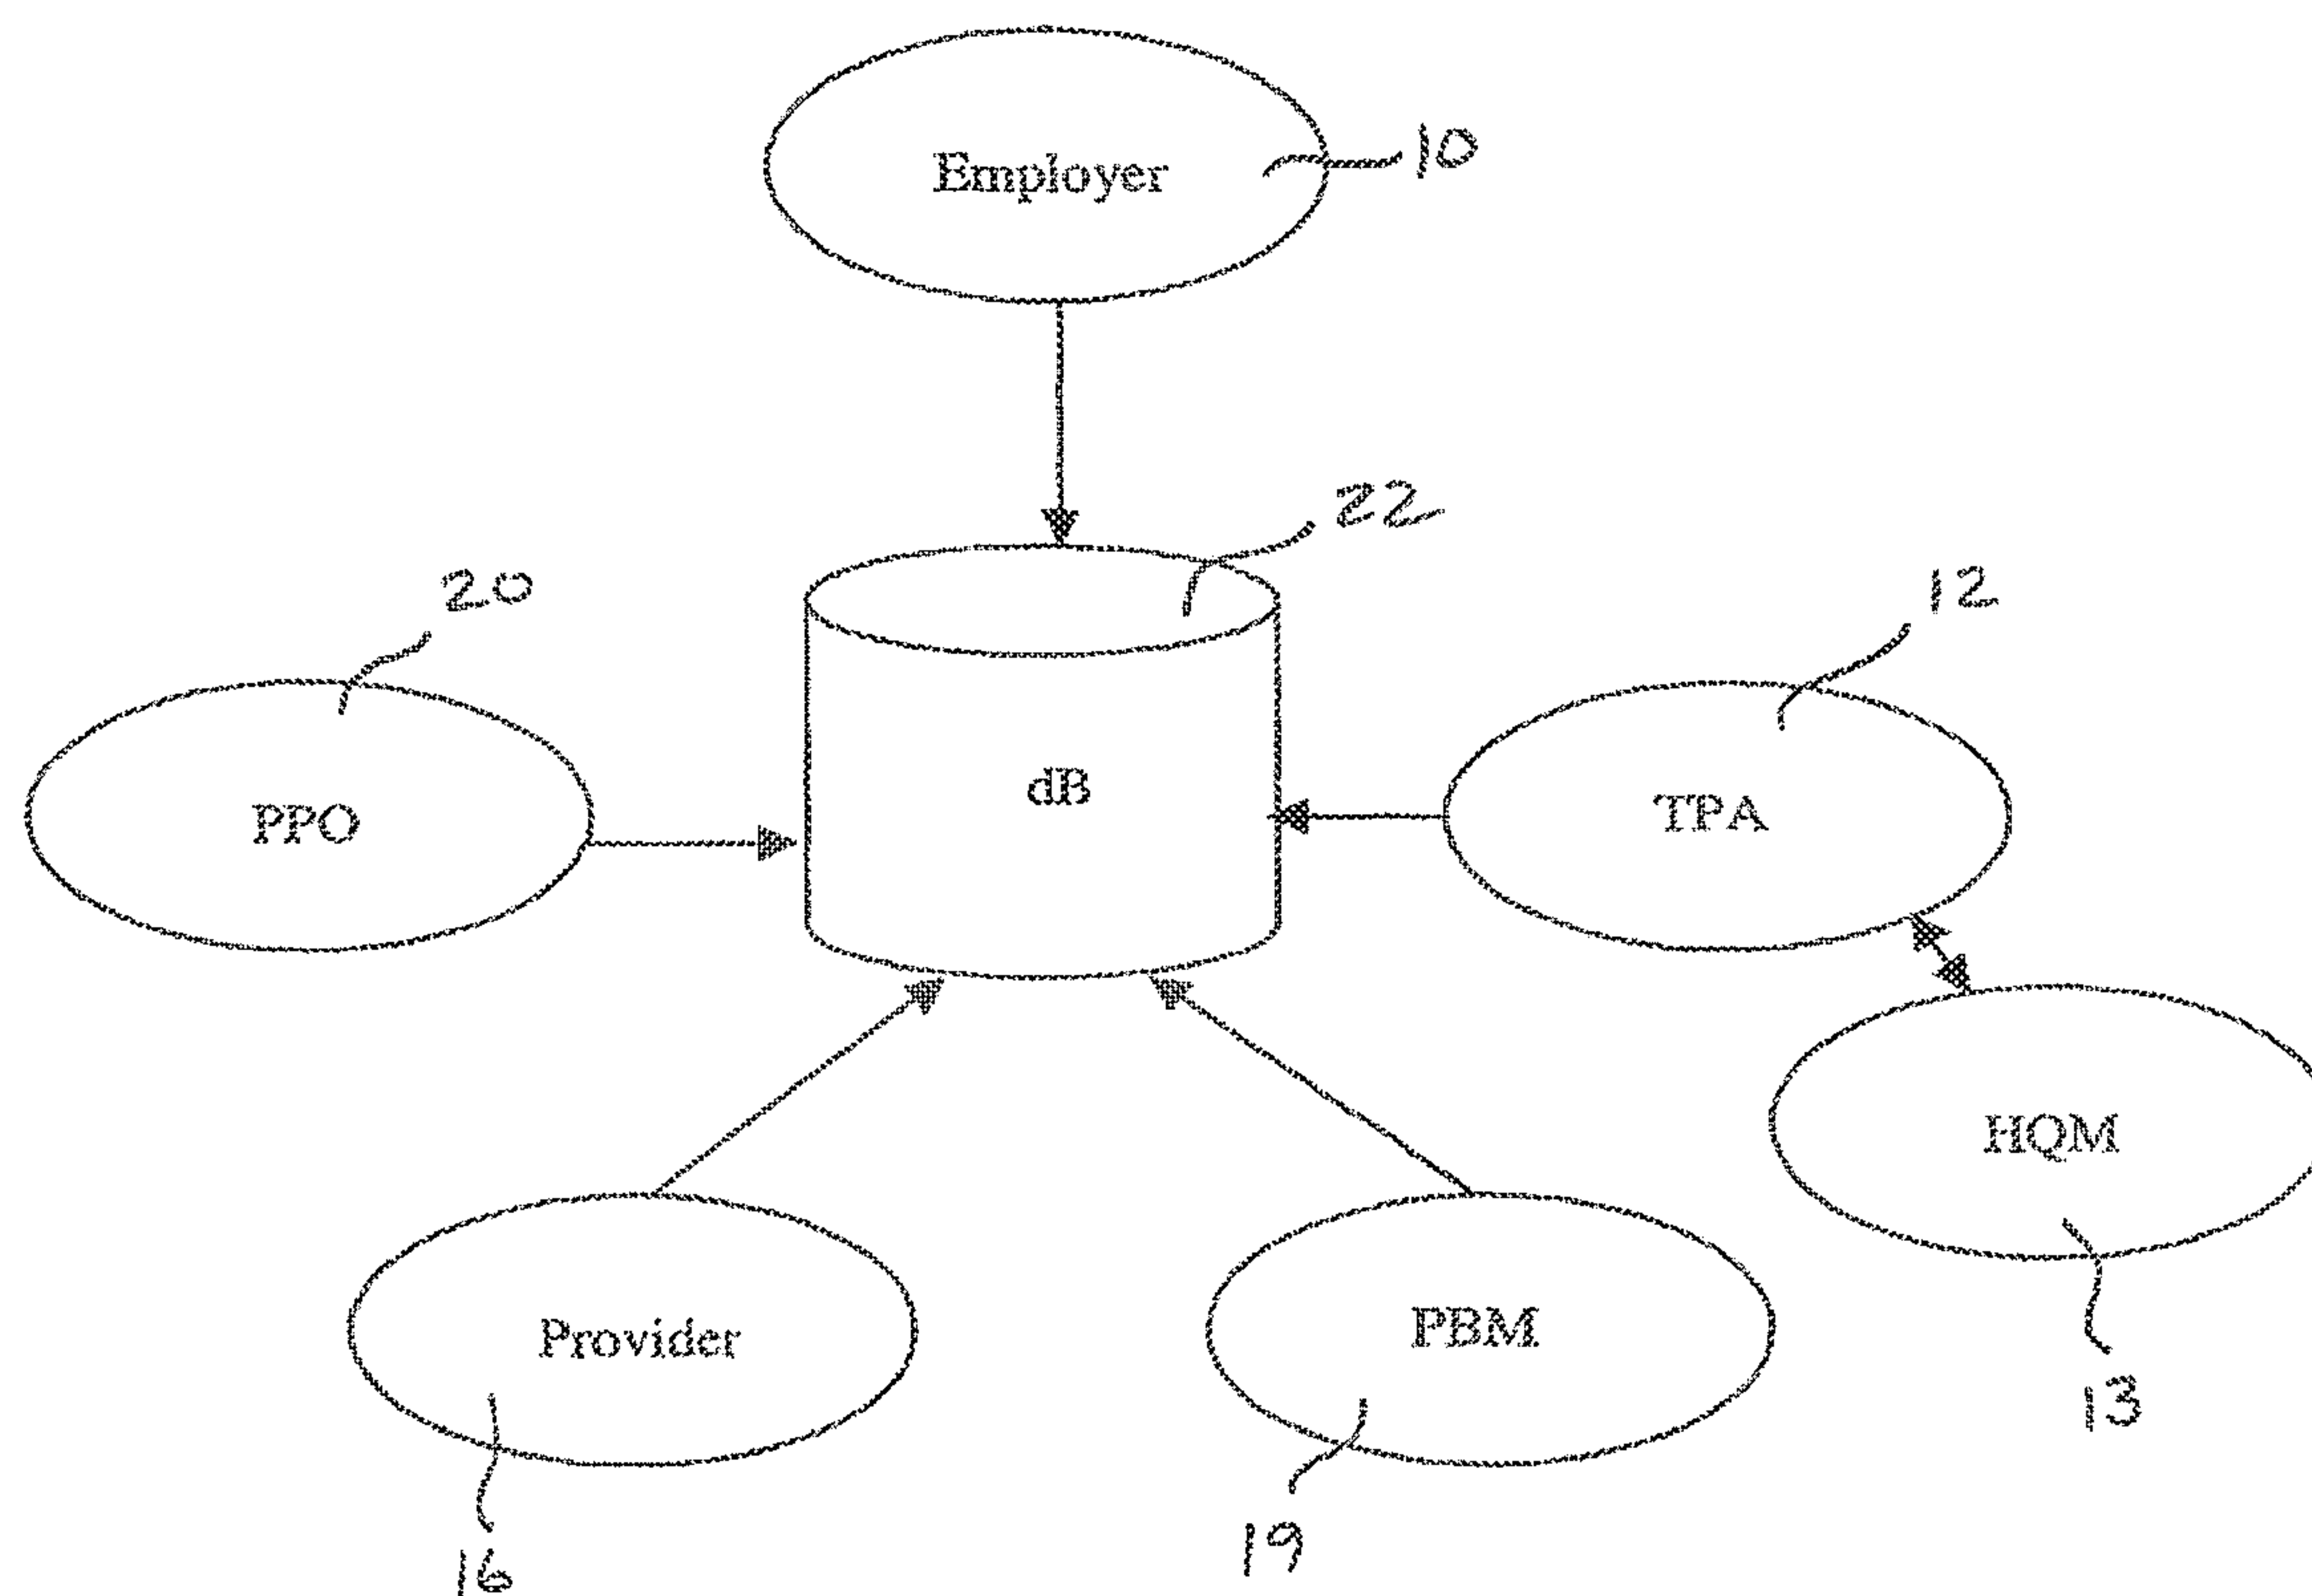 Employer
10
22
20
12
dB
PPO
TPA
HQM
Provider
PBM
13
19
16